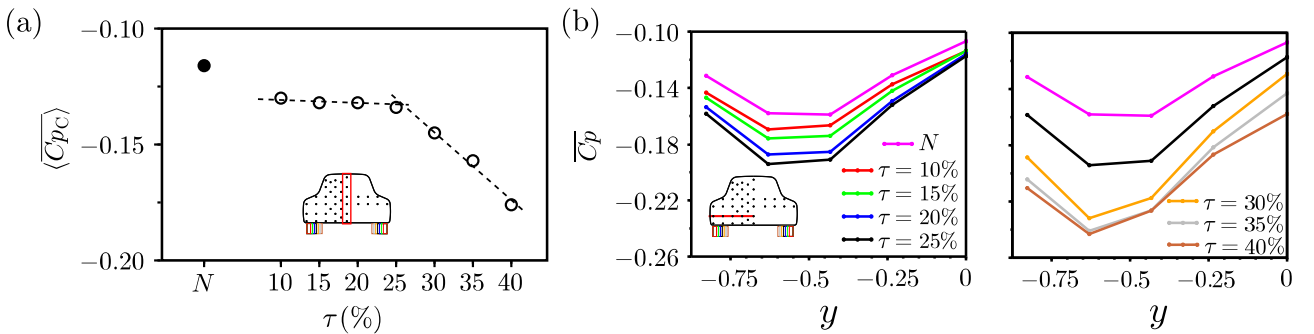 (a)
−0.10
−0.15
−0.20
⟨\overline{Cp_C}⟩
N 10 15 20 25 30 35 40
τ(%)
(b)
−0.10
−0.14
−0.18
−0.22
−0.26
\overline{Cp}
N
τ = 10%
τ = 15%
τ = 20%
τ = 25%
−0.75 −0.5 −0.25 0
y
τ = 30%
τ = 35%
τ = 40%
−0.75 −0.5 −0.25 0
y